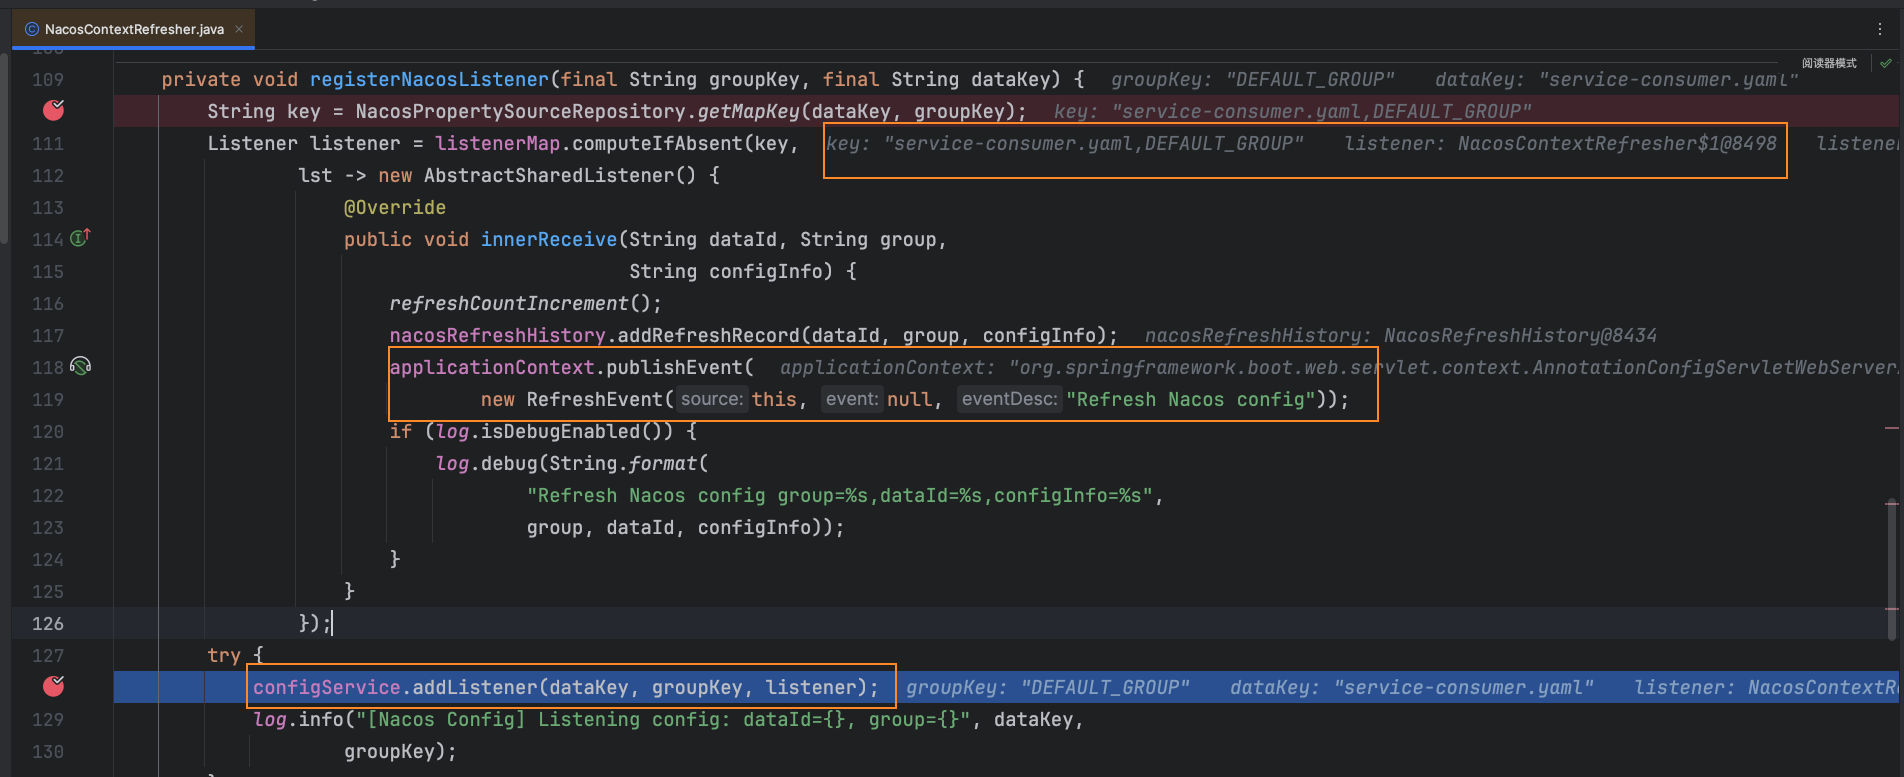 NacosContextRefresher.java
阅读器模式
109 private void registerNacosListener(final String groupKey, final String dataKey) { groupKey: "DEFAULT_GROUP" dataKey: "service-consumer.yaml"
String key = NacosPropertySourceRepository.getMapKey(dataKey, groupKey); key: "service-consumer.yaml,DEFAULT_GROUP"
111 Listener listener = listenerMap.computeIfAbsent(key, key: "service-consumer.yaml,DEFAULT_GROUP" listener: NacosContextRefresher$1@8498 listene
112 lst -> new AbstractSharedListener() {
113 @Override
114 public void innerReceive(String dataId, String group,
115 String configInfo) {
116 refreshCountIncrement();
117 nacosRefreshHistory.addRefreshRecord(dataId, group, configInfo); nacosRefreshHistory: NacosRefreshHistory@8434
118 applicationContext.publishEvent( applicationContext: "org.springframework.boot.web.servlet.context.AnnotationConfigServletWebServer
119 new RefreshEvent(source: this, event: null, eventDesc: "Refresh Nacos config"));
120 if (log.isDebugEnabled()) {
121 log.debug(String.format(
122 "Refresh Nacos config group=%s,dataId=%s,configInfo=%s",
123 group, dataId, configInfo));
124 }
125 }
126 });
127 try {
configService.addListener(dataKey, groupKey, listener); groupKey: "DEFAULT_GROUP" dataKey: "service-consumer.yaml" listener: NacosContextR
129 log.info("[Nacos Config] Listening config: dataId={}, group={}", dataKey,
130 groupKey);